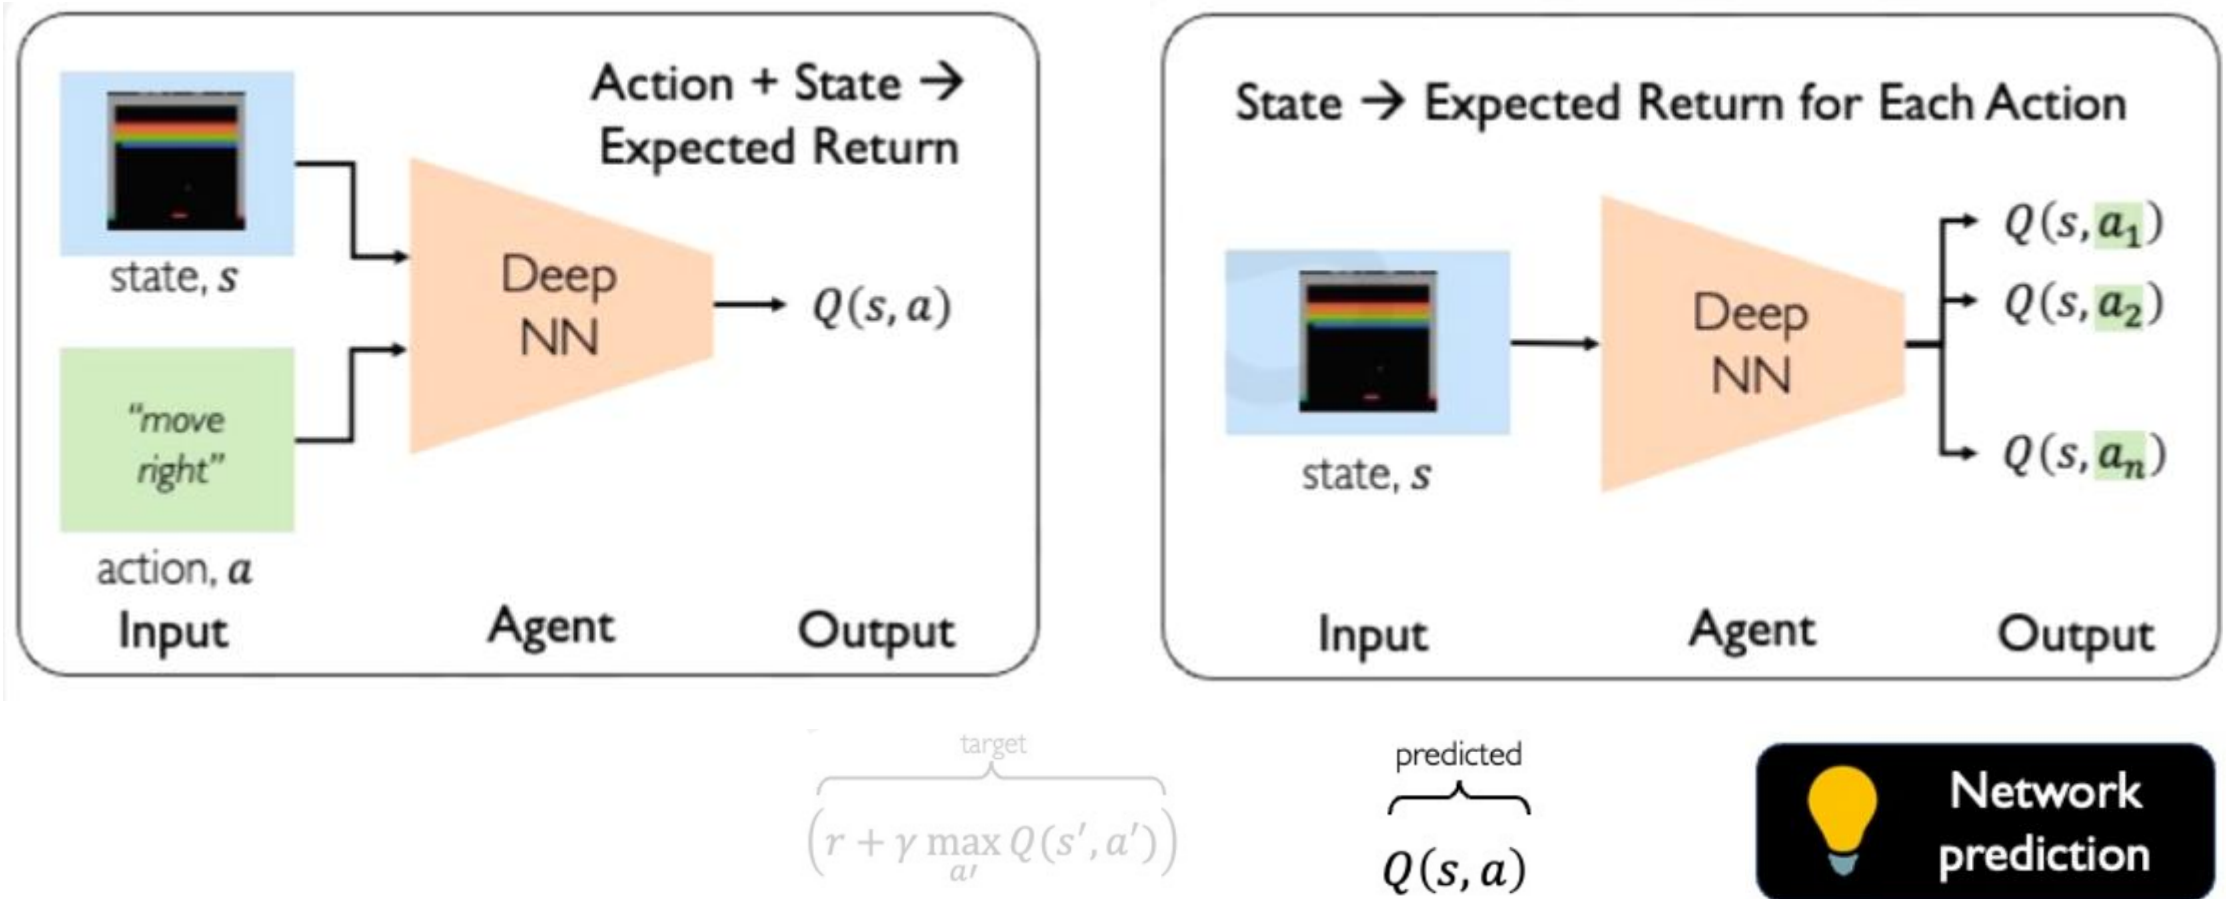 Action + State →
Expected Return
state, s
"move
right"
action, a
Deep
NN
Q(s, a)
Input
Agent
Output
State → Expected Return for Each Action
state, s
Deep
NN
Q(s, a₁)
Q(s, a₂)
Q(s, aₙ)
Input
Agent
Output
target
(r + γ max Q(s′, a′))
a′
predicted
Q(s, a)
Network
prediction